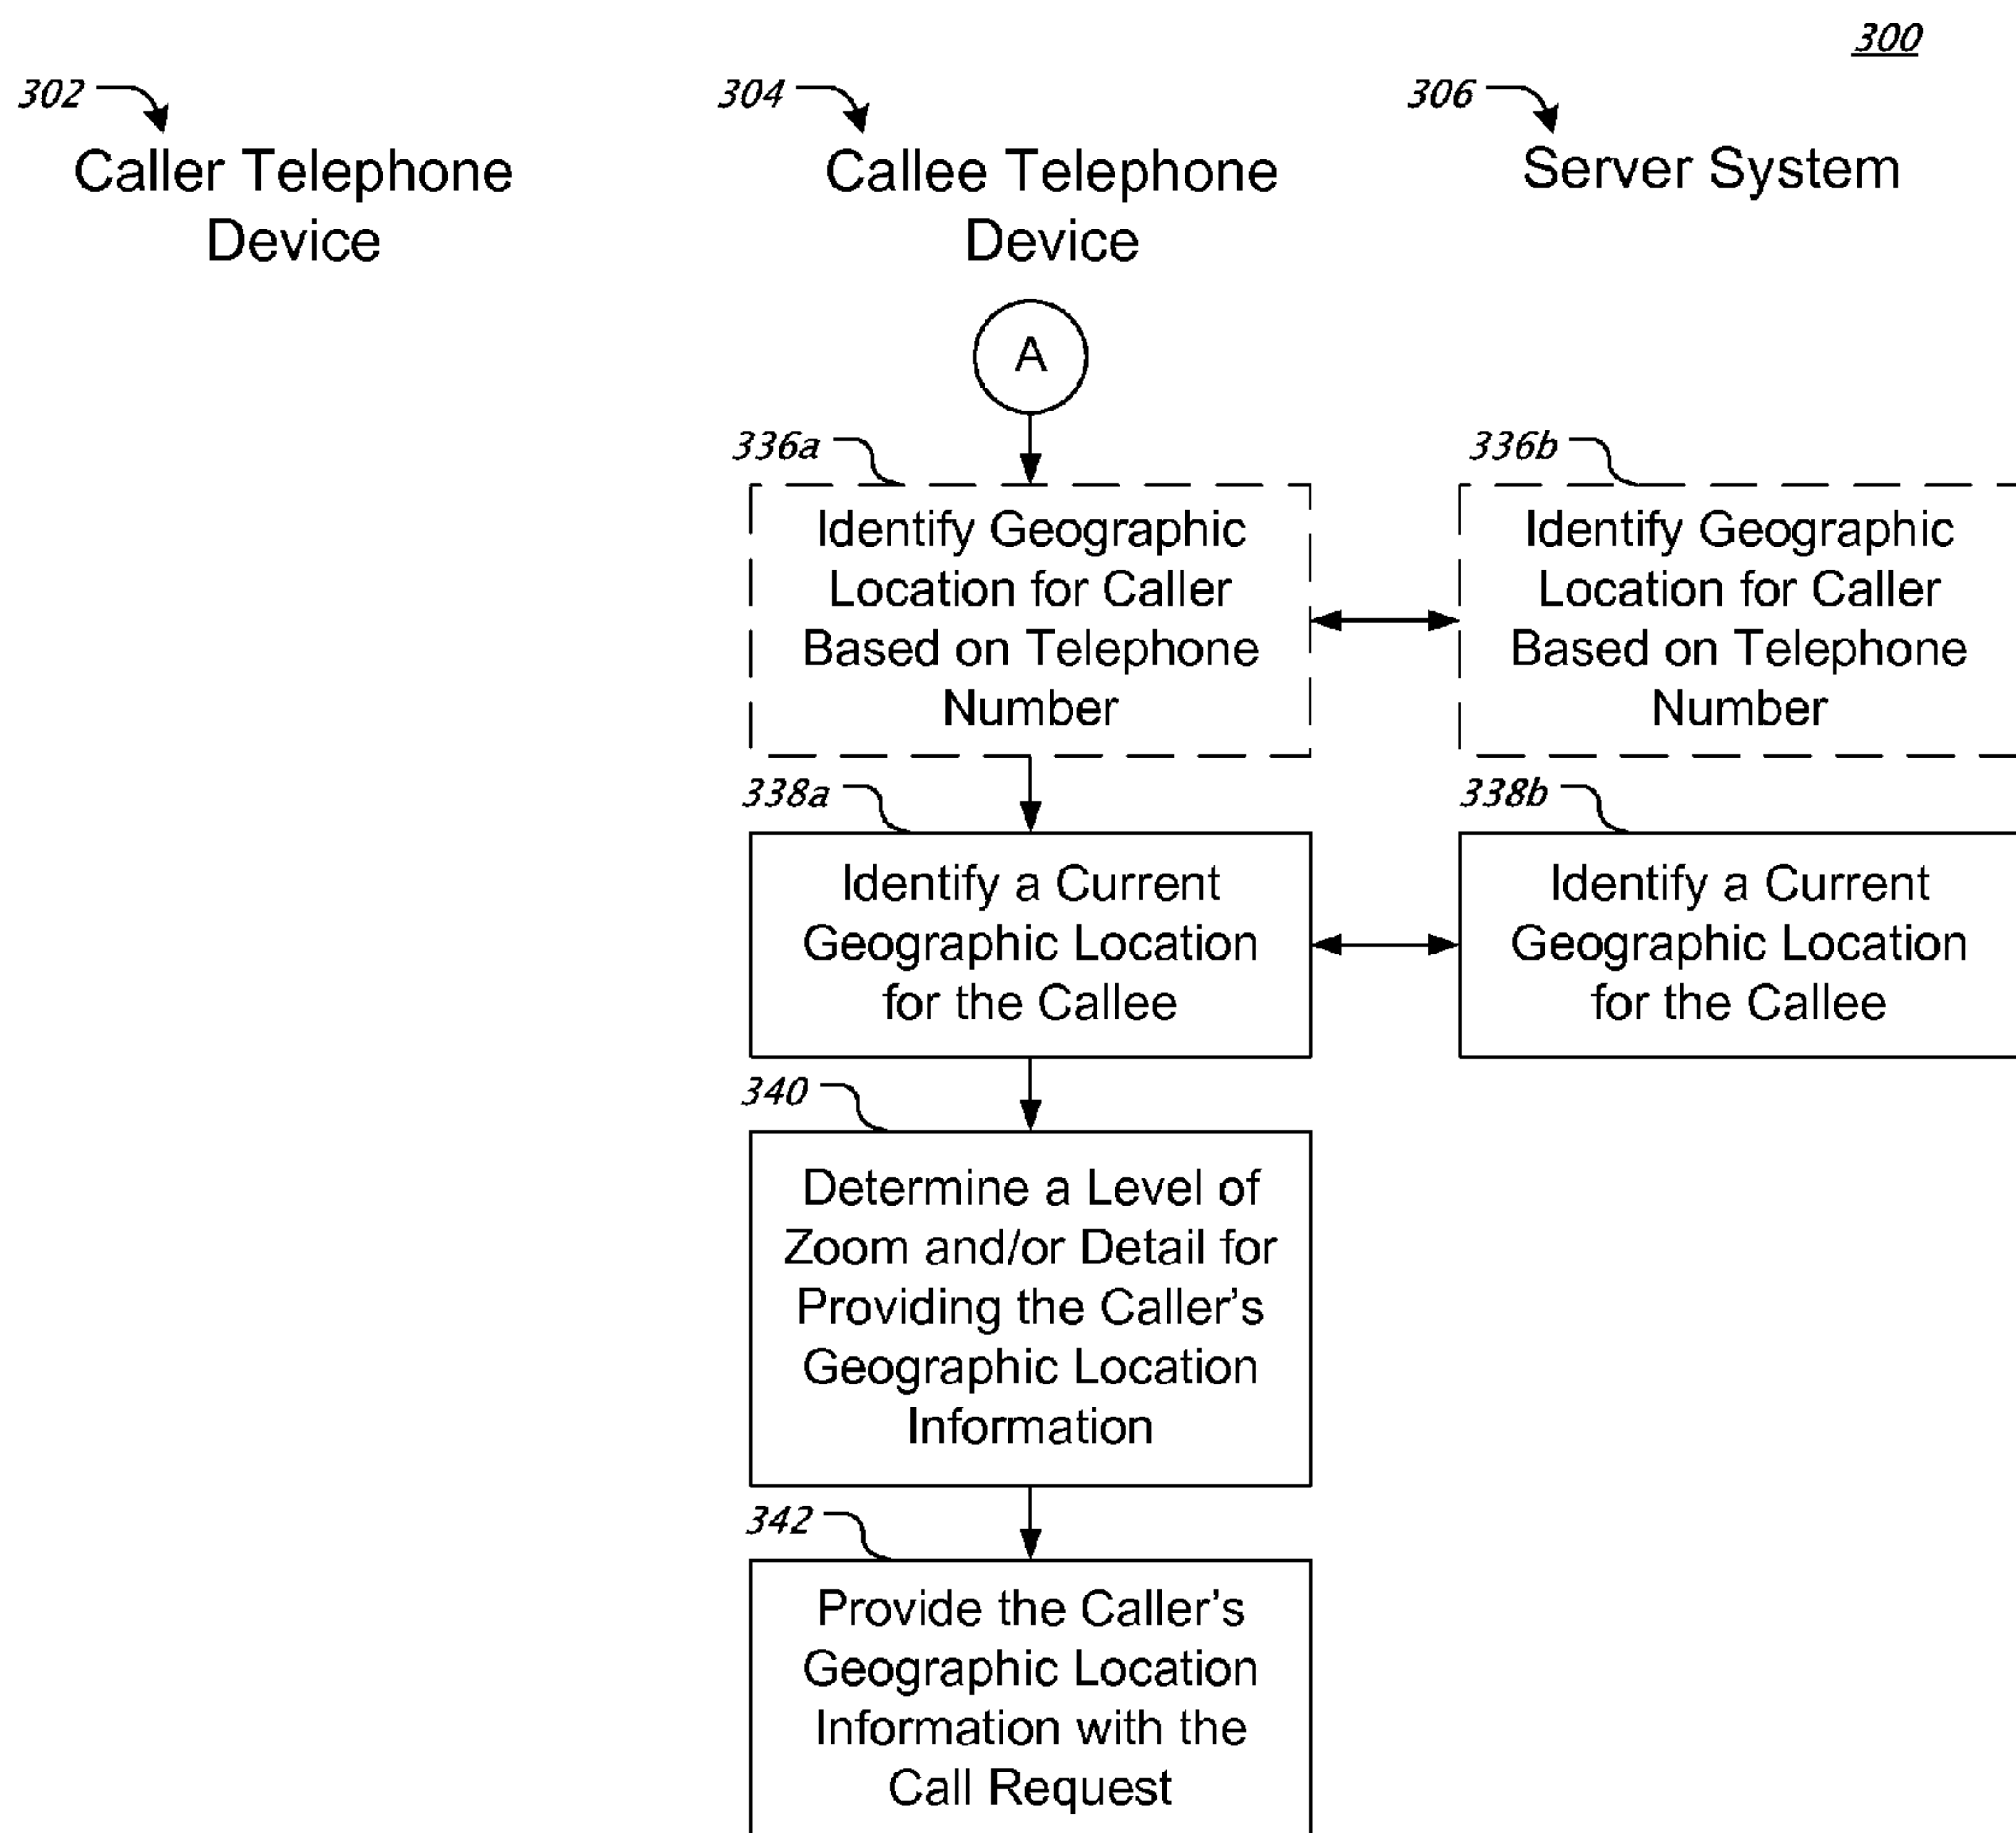 300
302
304
306
Caller Telephone
Device
Callee Telephone
Device
Server System
A
336a
Identify Geographic
Location for Caller
Based on Telephone
Number
336b
Identify Geographic
Location for Caller
Based on Telephone
Number
338a
Identify a Current
Geographic Location
for the Callee
338b
Identify a Current
Geographic Location
for the Callee
340
Determine a Level of
Zoom and/or Detail for
Providing the Caller's
Geographic Location
Information
342
Provide the Caller's
Geographic Location
Information with the
Call Request